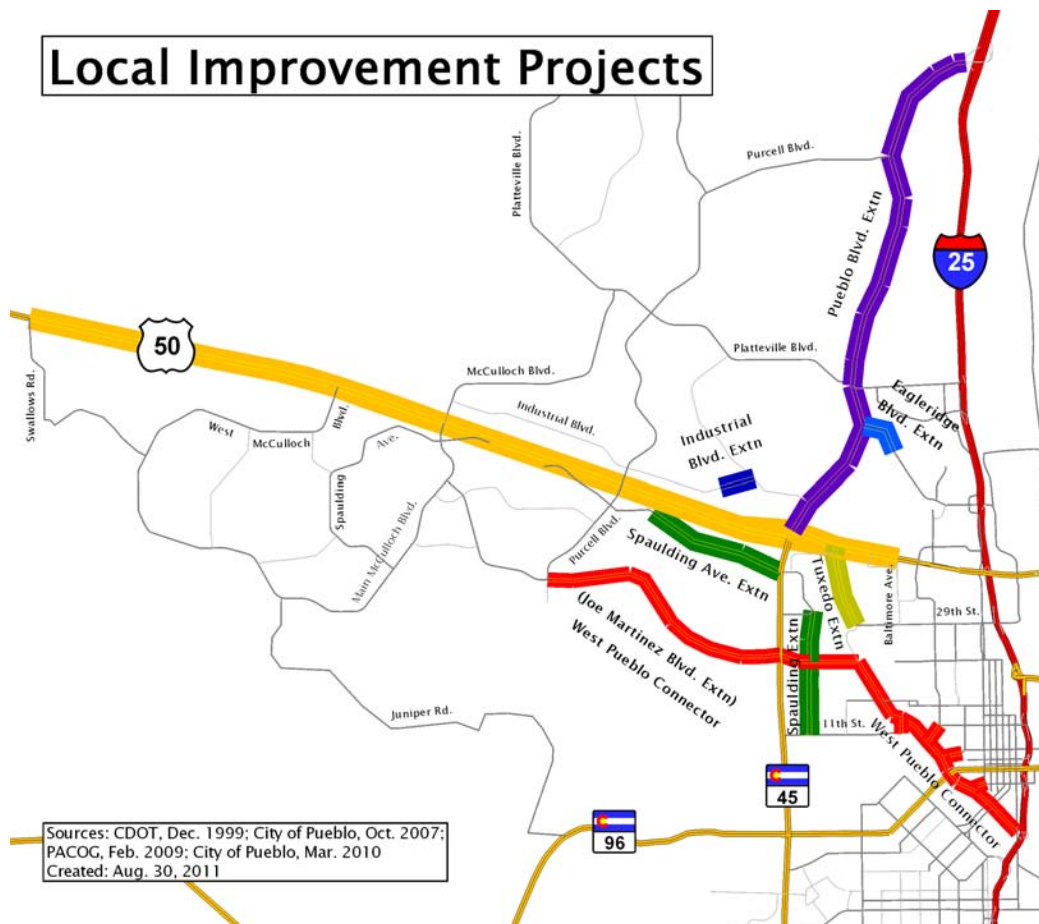 Local Improvement Projects
Platteville Blvd.
Purcell Blvd.
Pueblo Blvd. Extn
25
50
Swallows Rd.
McCulloch Blvd.
Platteville Blvd.
Eagleridge
Blvd. Extn
West
McCulloch
Blvd.
Ave.
Spaulding
Industrial Blvd.
Industrial
Blvd. Extn
Main McCulloch Blvd.
Purcell Blvd.
Spaulding Ave. Extn
Tuxedo Extn
Baltimore Ave.
29th St.
(Joe Martinez Blvd. Extn)
West Pueblo Connector
Spaulding Extn
11th St.
Juniper Rd.
West Pueblo Connector
45
96
Sources: CDOT, Dec. 1999; City of Pueblo, Oct. 2007;
PACOG, Feb. 2009; City of Pueblo, Mar. 2010
Created: Aug. 30, 2011